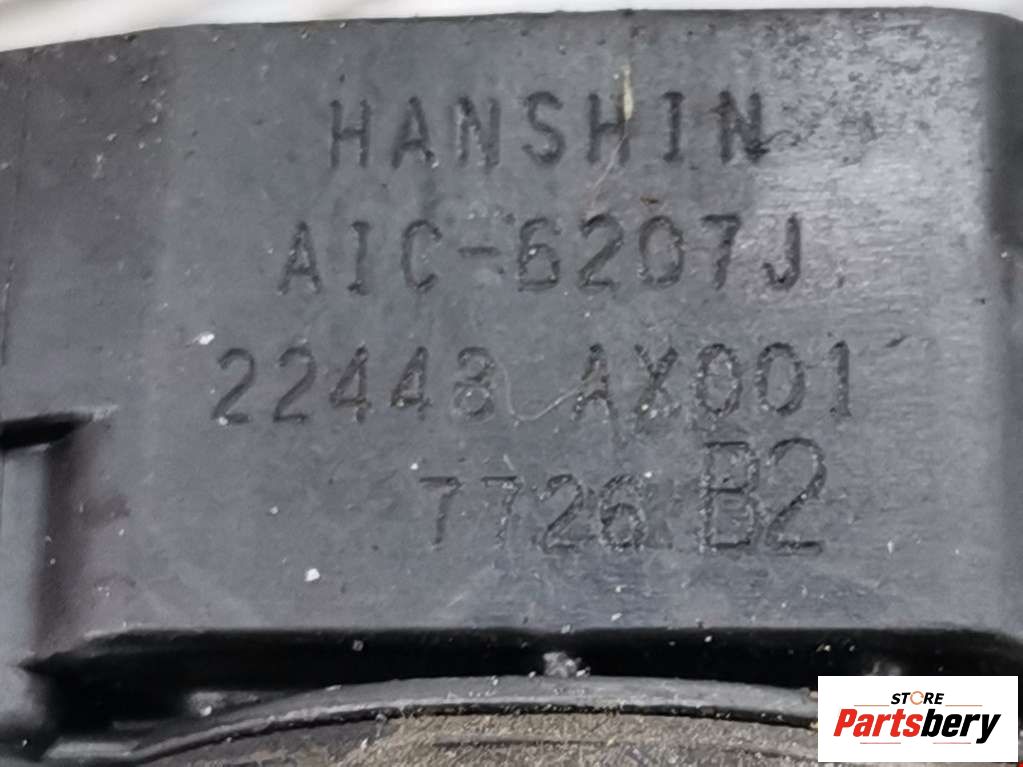 HANSHIN
AIC-6207J
22448 AX001
7726 B2
STORE
Partsbery